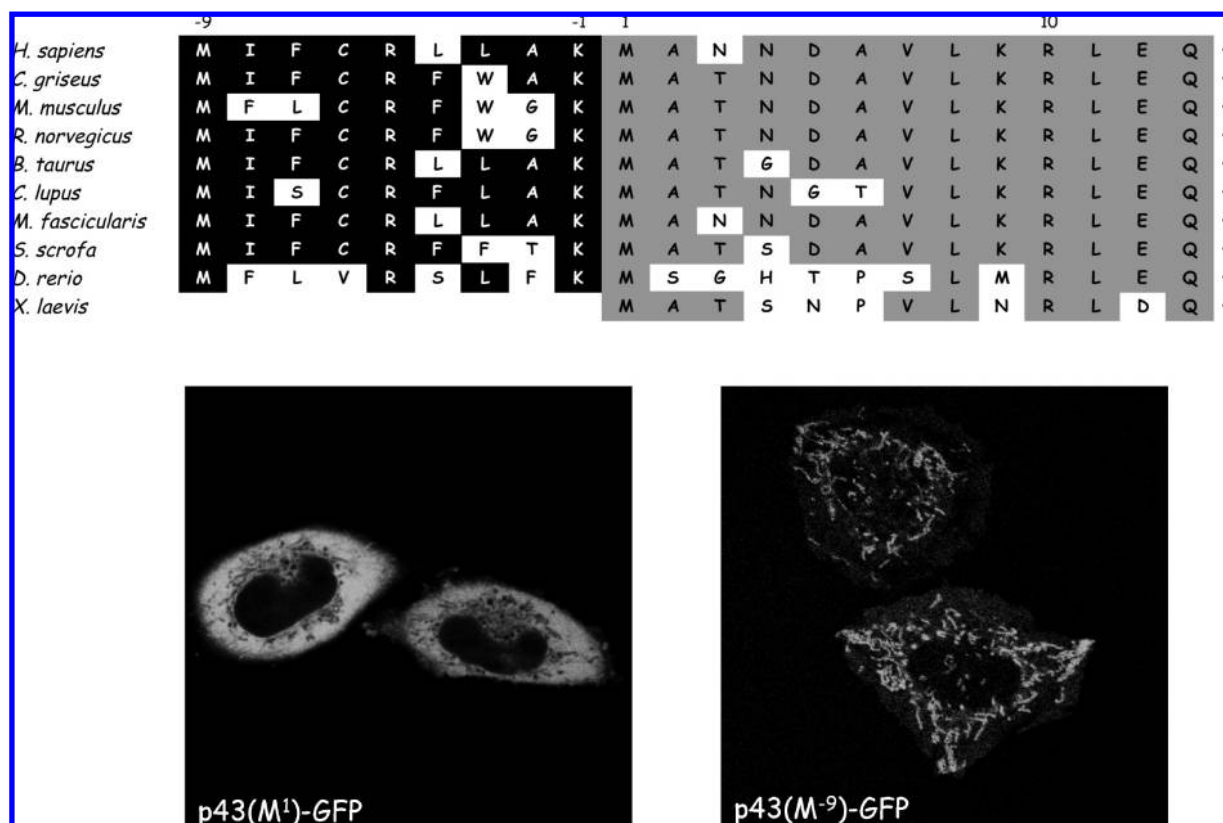 -9 -1 1 10
H. sapiens M I F C R L L A K M A N N D A V L K R L E Q
C. griseus M I F C R F W A K M A T N D A V L K R L E Q
M. musculus M F L C R F W G K M A T N D A V L K R L E Q
R. norvegicus M I F C R F W G K M A T N D A V L K R L E Q
B. taurus M I F C R L L A K M A T G D A V L K R L E Q
C. lupus M I S C R F L A K M A T N G T V L K R L E Q
M. fascicularis M I F C R L L A K M A N N D A V L K R L E Q
S. scrofa M I F C R F F T K M A T S D A V L K R L E Q
D. rerio M F L V R S L F K M S G H T P S L M R L E Q
X. laevis M A T S N P V L N R L D Q
p43(M¹)-GFP
p43(M⁻⁹)-GFP